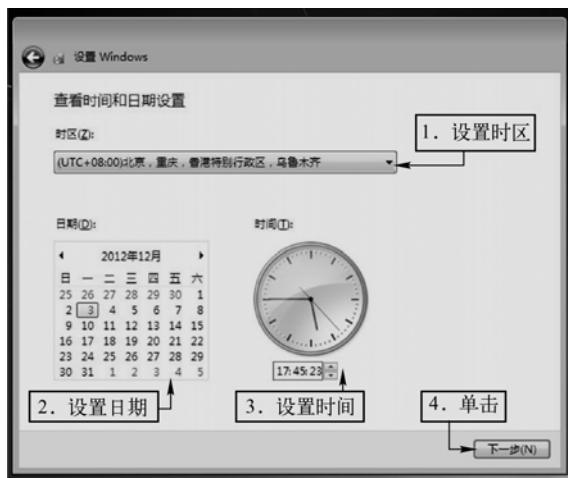 设置 Windows
查看时间和日期设置
时区(Z):
1. 设置时区
(UTC+08:00)北京，重庆，香港特别行政区，乌鲁木齐
日期(D):
时间(T):
2012年12月
日 一 二 三 四 五 六
25 26 27 28 29 30 1
2 3 4 5 6 7 8
9 10 11 12 13 14 15
16 17 18 19 20 21 22
23 24 25 26 27 28 29
30 31 1 2 3 4 5
17:45:23
2. 设置日期
3. 设置时间
4. 单击
下一步(N)